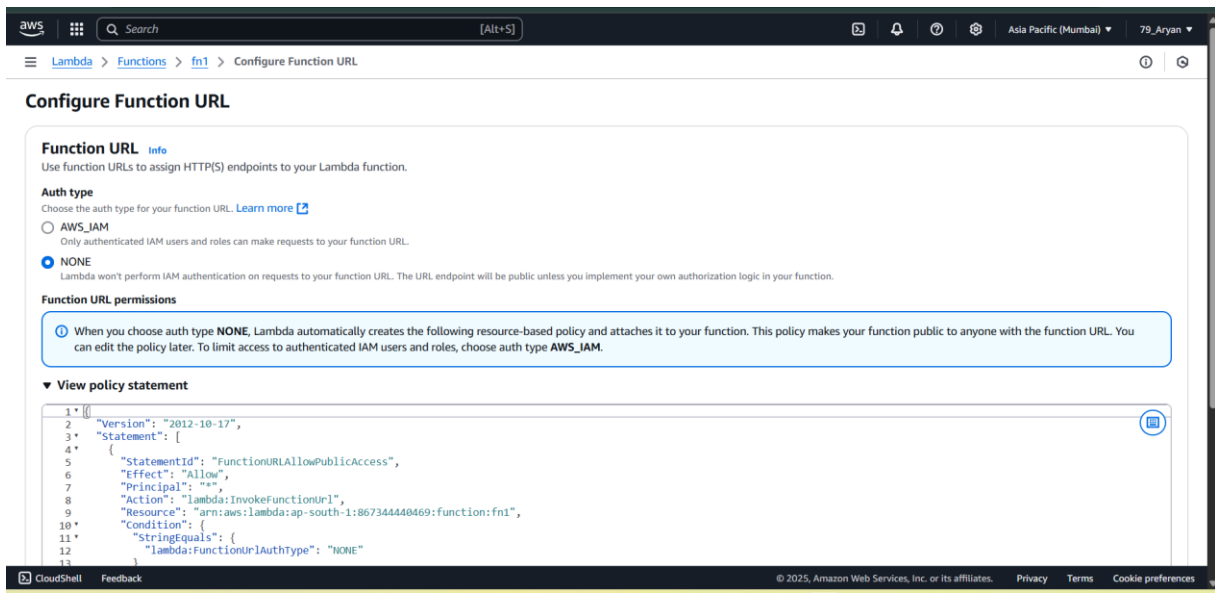 aws
Search [Alt+S]
Asia Pacific (Mumbai) ▼ 79_Aryan ▼
Lambda > Functions > fn1 > Configure Function URL
Configure Function URL
Function URL Info
Use function URLs to assign HTTP(S) endpoints to your Lambda function.
Auth type
Choose the auth type for your function URL. Learn more
AWS_IAM
Only authenticated IAM users and roles can make requests to your function URL.
NONE
Lambda won't perform IAM authentication on requests to your function URL. The URL endpoint will be public unless you implement your own authorization logic in your function.
Function URL permissions
When you choose auth type NONE, Lambda automatically creates the following resource-based policy and attaches it to your function. This policy makes your function public to anyone with the function URL. You
can edit the policy later. To limit access to authenticated IAM users and roles, choose auth type AWS_IAM.
▼ View policy statement
1 {
2 "Version": "2012-10-17",
3 "Statement": [
4 {
5 "StatementId": "FunctionURLAllowPublicAccess",
6 "Effect": "Allow",
7 "Principal": "*",
8 "Action": "lambda:InvokeFunctionUrl",
9 "Resource": "arn:aws:lambda:ap-south-1:867344440469:function:fn1",
10 "Condition": {
11 "StringEquals": {
12 "lambda:FunctionUrlAuthType": "NONE"
13 }
CloudShell Feedback © 2025, Amazon Web Services, Inc. or its affiliates. Privacy Terms Cookie preferences